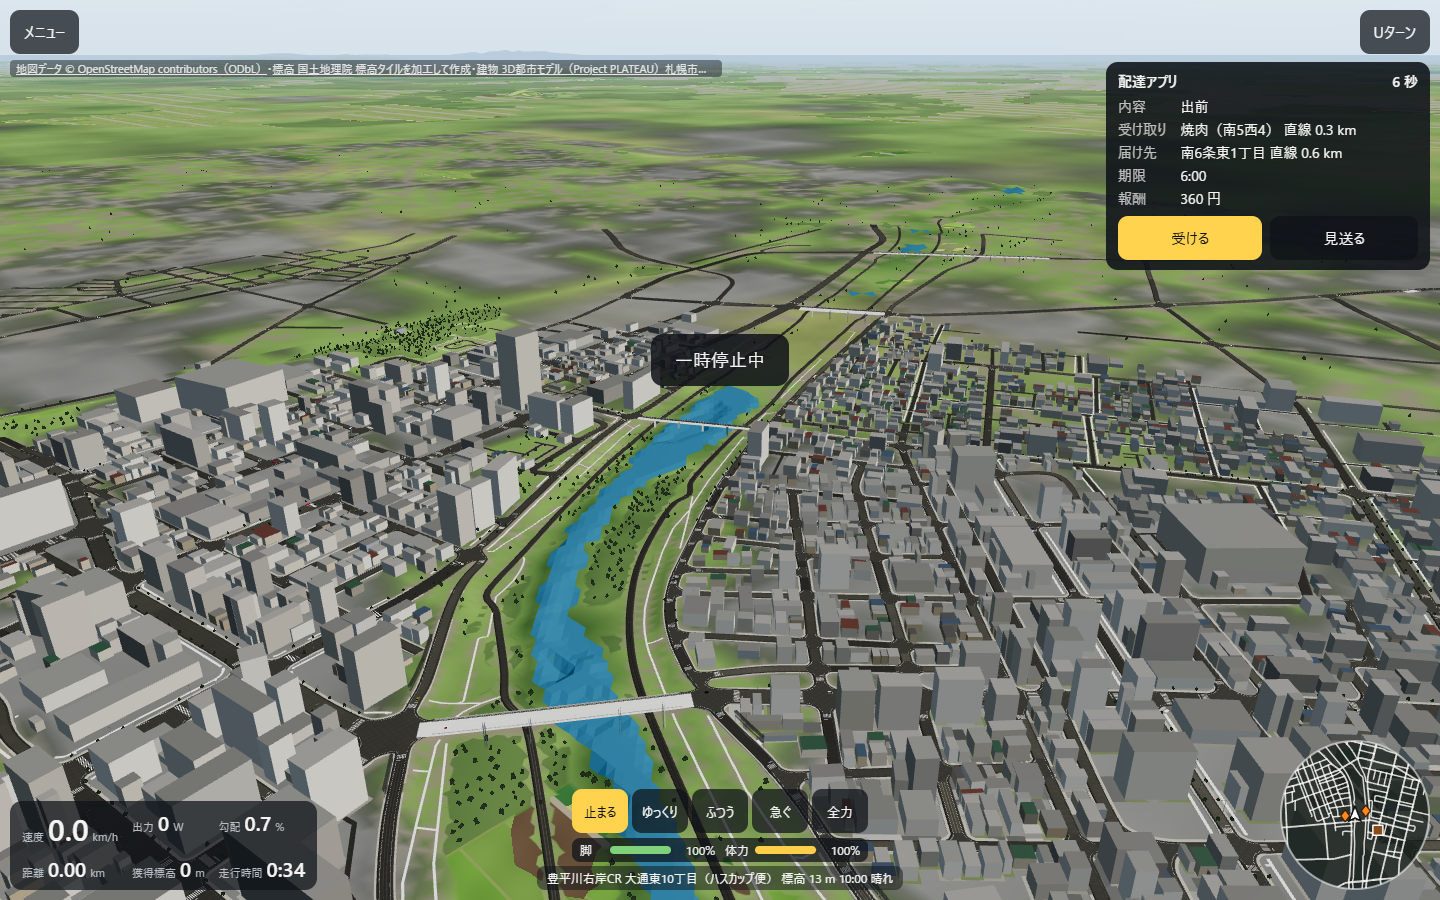 メニュー
Uターン
地図データ © OpenStreetMap contributors（ODbL）・標高 国土地理院 標高タイルを加工して作成・建物 3D都市モデル（Project PLATEAU）札幌市...
配達アプリ 6 秒
内容 出前
受け取り 焼肉（南5西4） 直線 0.3 km
届け先 南6条東1丁目 直線 0.6 km
期限 6:00
報酬 360 円
受ける 見送る
一時停止中
速度 0.0 km/h 出力 0 W 勾配 0.7 %
距離 0.00 km 獲得標高 0 m 走行時間 0:34
止まる ゆっくり ふつう 急ぐ 全力
脚 100% 体力 100%
豊平川右岸CR 大通東10丁目（ハスカップ便） 標高 13 m 10:00 晴れ